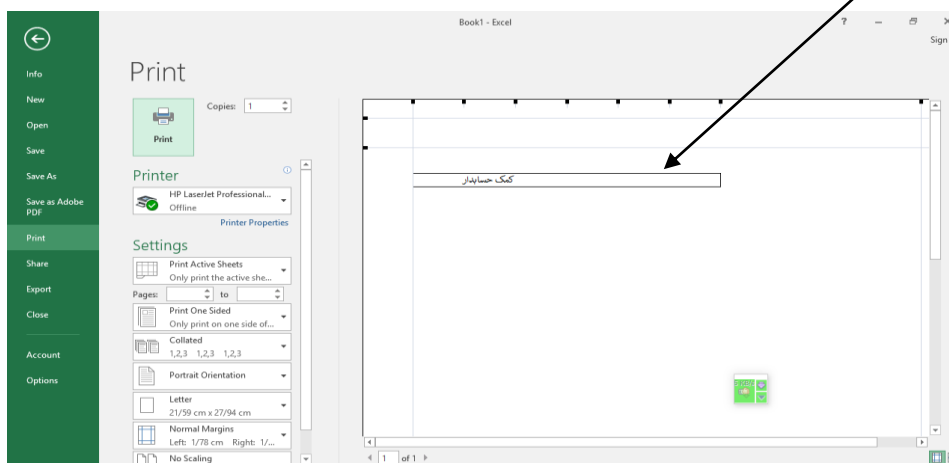 Book1 - Excel
?
Sign
Info
New
Open
Save
Save As
Save as Adobe
PDF
Print
Share
Export
Close
Account
Options
Print
Copies: 1
Print
Printer
HP LaserJet Professional...
Offline
Printer Properties
Settings
Print Active Sheets
Only print the active she...
Pages: to
Print One Sided
Only print on one side of...
Collated
1,2,3 1,2,3 1,2,3
Portrait Orientation
Letter
21/59 cm x 27/94 cm
Normal Margins
Left: 1/78 cm Right: 1/...
No Scaling
کمک حسابدار
1 of 1